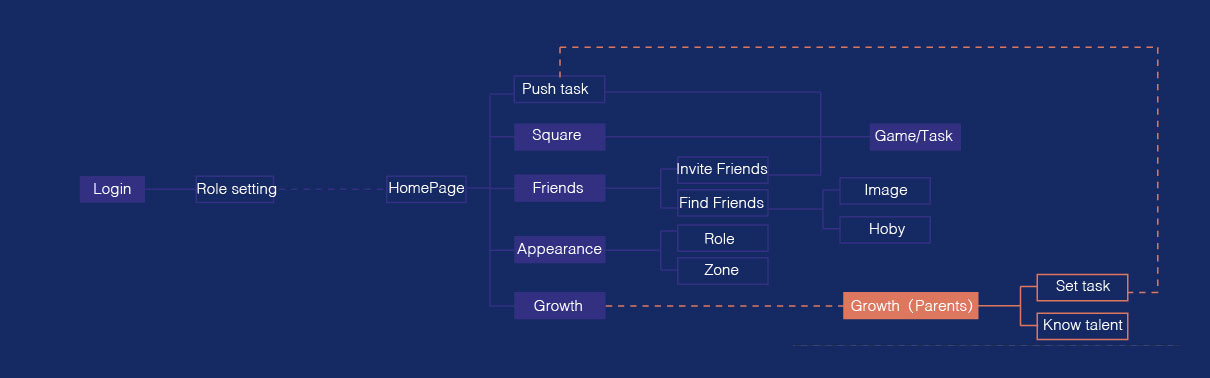 Push task
Square
Game/Task
Login
Role setting
HomePage
Friends
Invite Friends
Find Friends
Image
Hoby
Appearance
Role
Zone
Growth
Growth（Parents)
Set task
Know talent